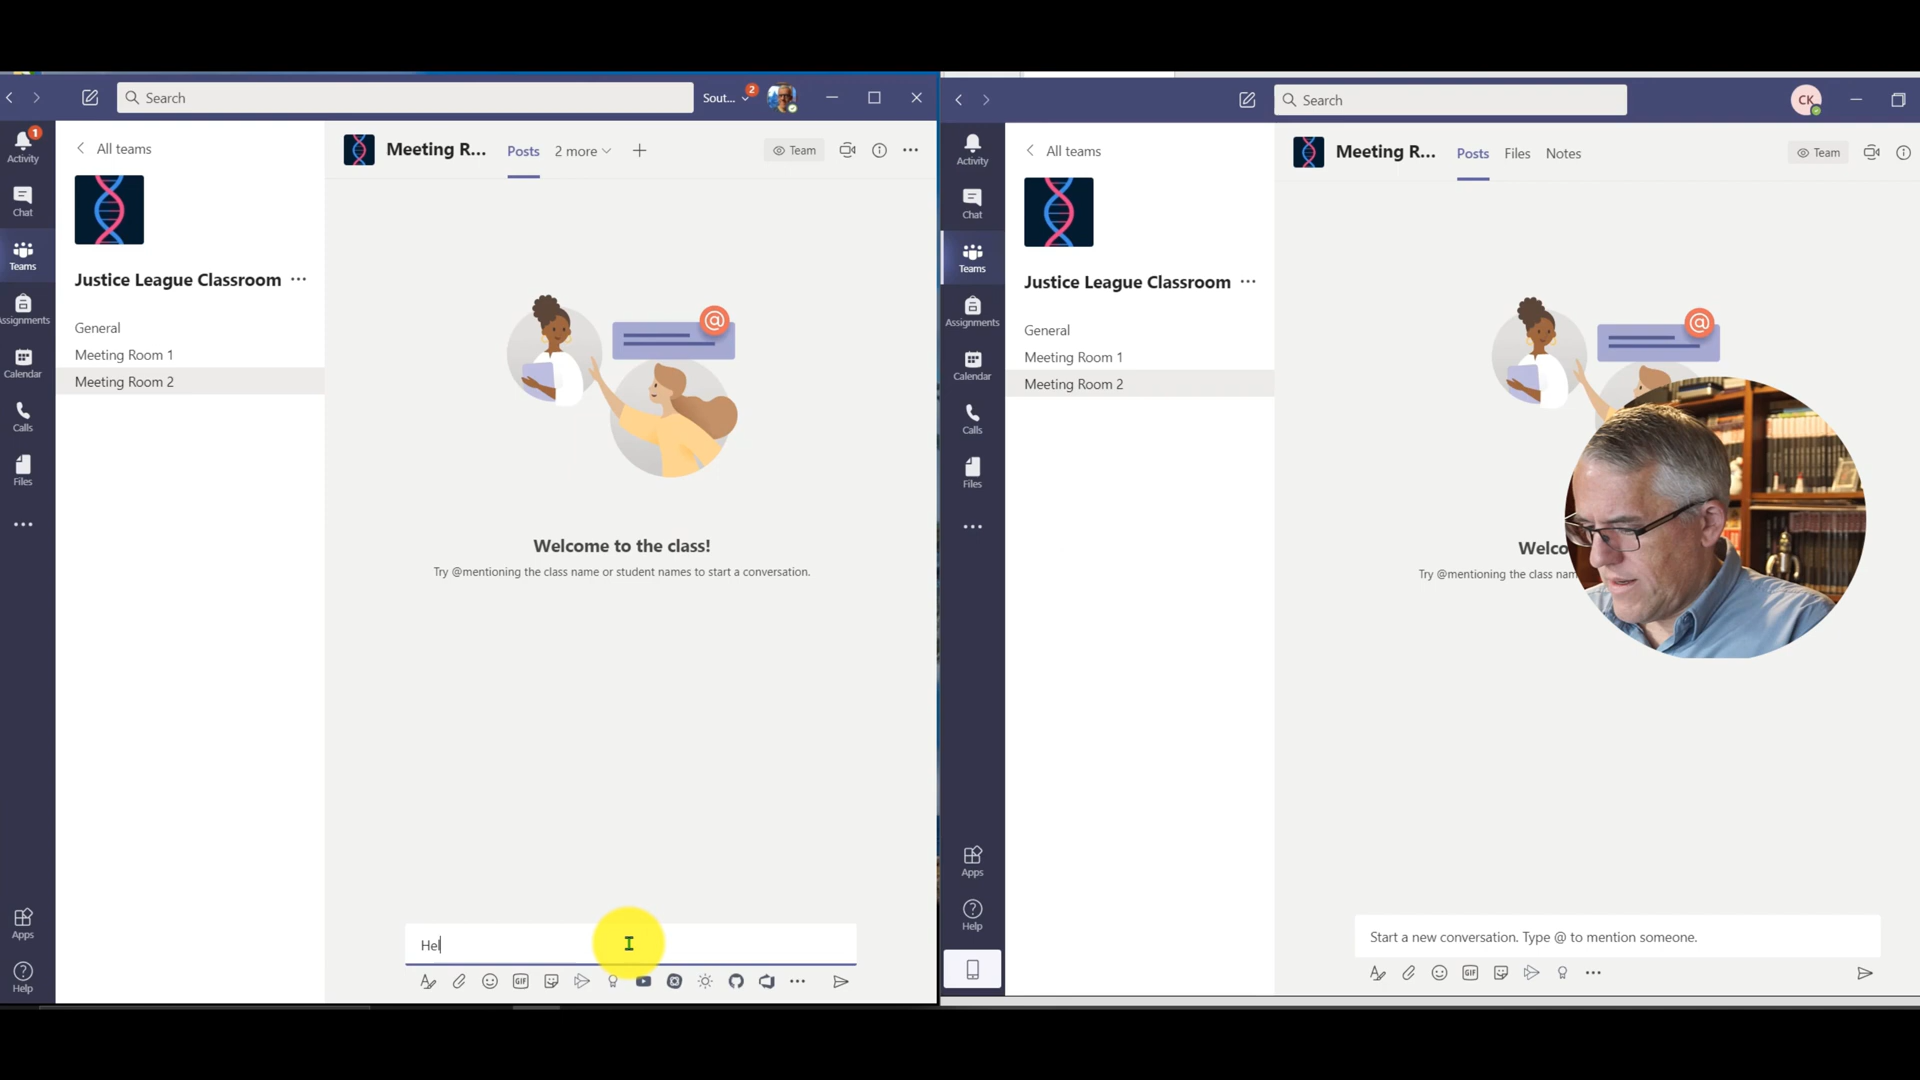 Search
Sout...
2
1
Activity
Chat
Teams
Assignments
Calendar
Calls
Files
Apps
Help
All teams
Justice League Classroom
General
Meeting Room 1
Meeting Room 2
Meeting R...
Posts
2 more
Team
@
Welcome to the class!
Try @mentioning the class name or student names to start a conversation.
Hel
GIF
Search
CK
Activity
Chat
Teams
Assignments
Calendar
Calls
Files
Apps
Help
All teams
Justice League Classroom
General
Meeting Room 1
Meeting Room 2
Meeting R...
Posts
Files
Notes
Team
@
Welco
Try @mentioning the class nam
Start a new conversation. Type @ to mention someone.
GIF